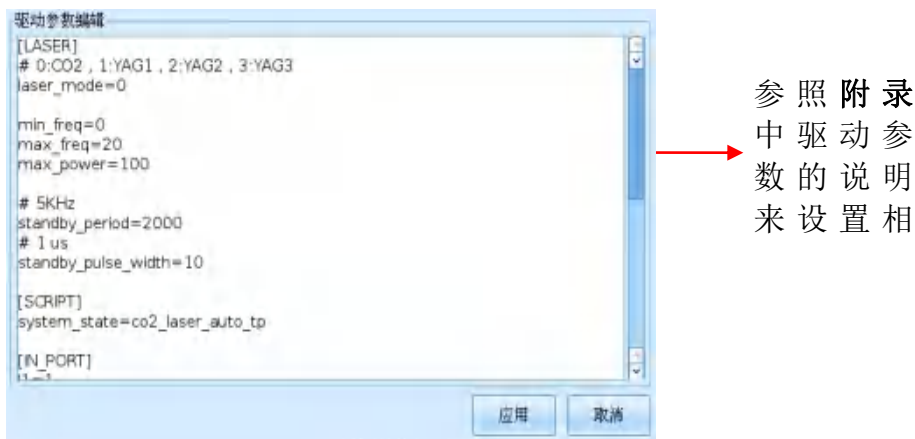 驱动参数编辑
[LASER]
# 0:CO2 , 1:YAG1 , 2:YAG2 , 3:YAG3
laser_mode=0
min_freq=0
max_freq=20
max_power=100
# 5KHz
standby_period=2000
# 1 us
standby_pulse_width=10
[SCRIPT]
system_state=co2_laser_auto_tp
[IN_PORT]
应用 取消
参照附录
中驱动参
数的说明
来设置相